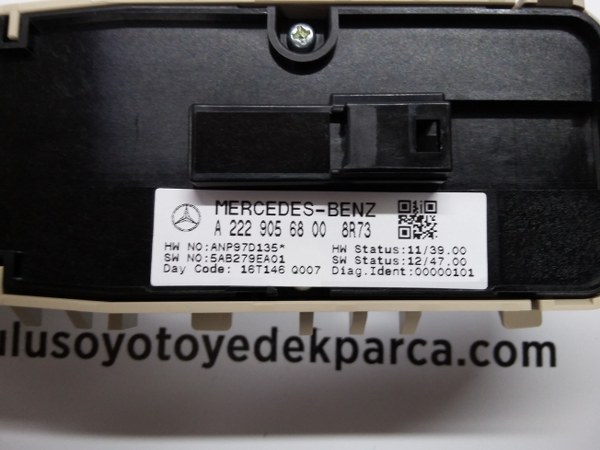 MERCEDES-BENZ
A 222 905 68 00 8R73
HW NO:ANP97D135* HW Status:11/39.00
SW NO:5AB279EA01 SW Status:12/47.00
Day Code: 16T146 Q007 Diag.Ident:00000101
ulusoyotoyedekparca.com